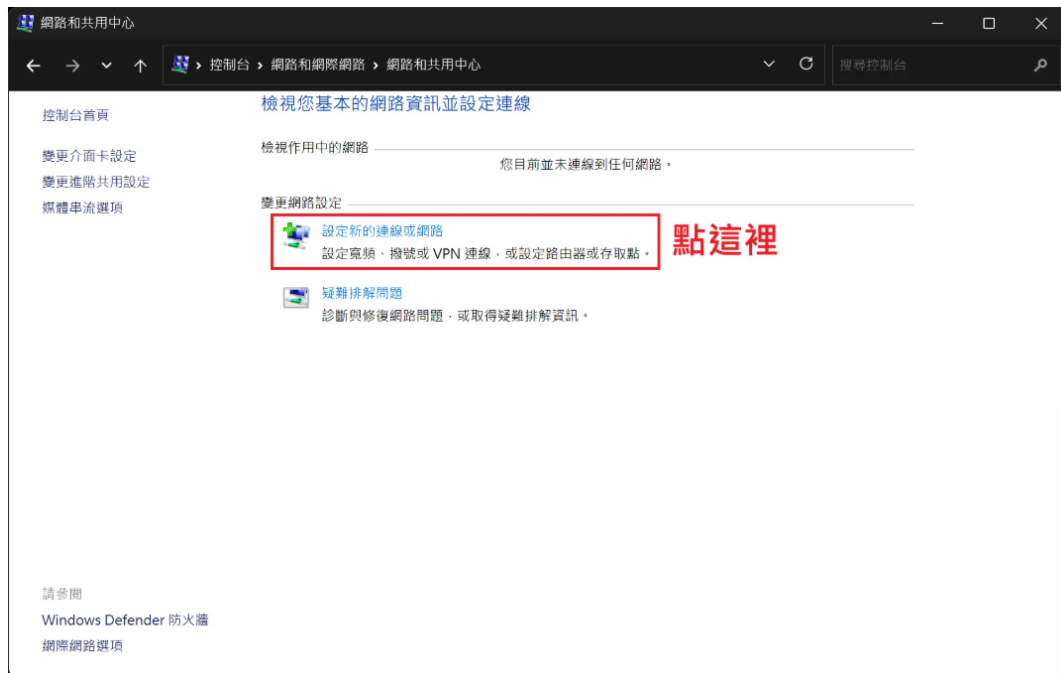 網路和共用中心
控制台 > 網路和網際網路 > 網路和共用中心
搜尋控制台
控制台首頁
變更介面卡設定
變更進階共用設定
媒體串流選項
檢視您基本的網路資訊並設定連線
檢視作用中的網路
您目前並未連線到任何網路。
變更網路設定
設定新的連線或網路
設定寬頻、撥號或 VPN 連線，或設定路由器或存取點。
點這裡
疑難排解問題
診斷與修復網路問題，或取得疑難排解資訊。
請參閱
Windows Defender 防火牆
網際網路選項